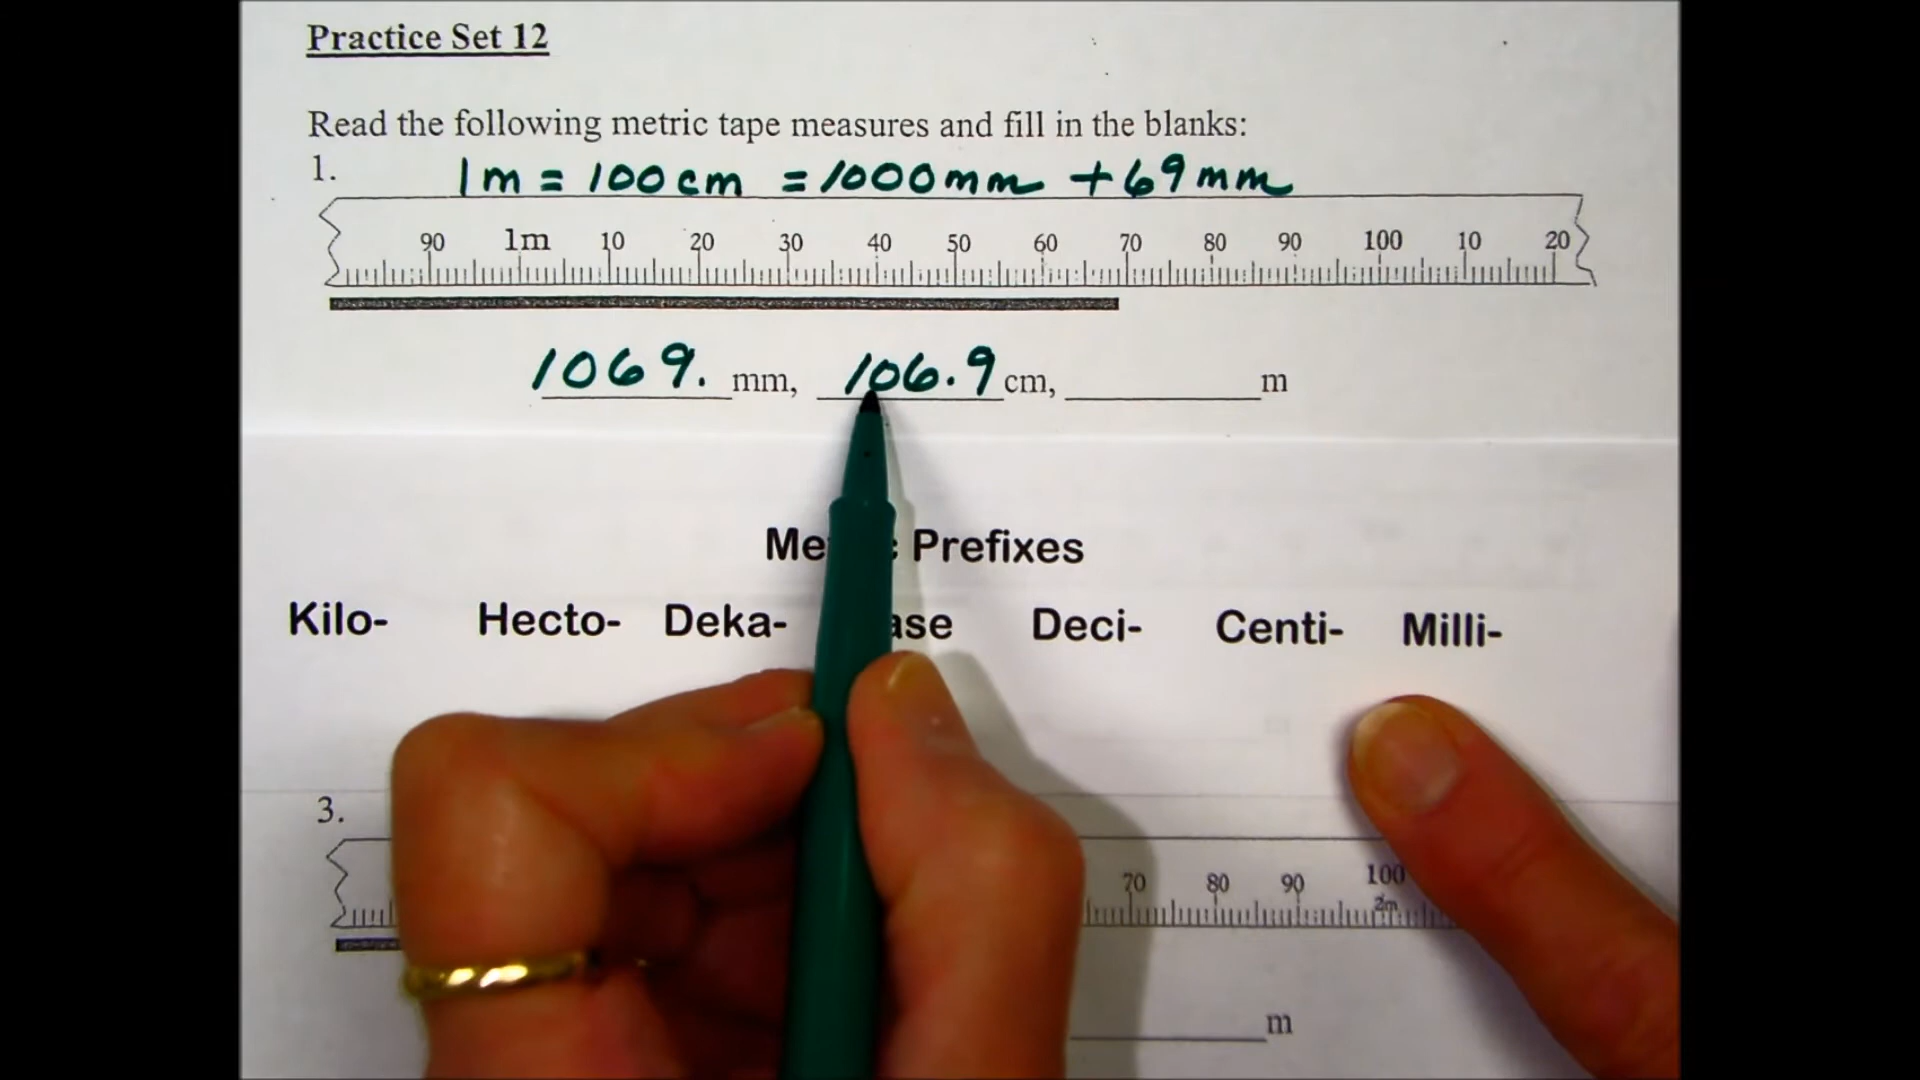 Practice Set 12
Read the following metric tape measures and fill in the blanks:
1. 1m = 100cm = 1000mm + 69mm
90 1m 10 20 30 40 50 60 70 80 90 100 10 20
1069. mm, 106.9 cm, m
Prefixes
Kilo- Hecto- Deka- Deci- Centi- Milli-
3.
70 80 90 100
2m
m